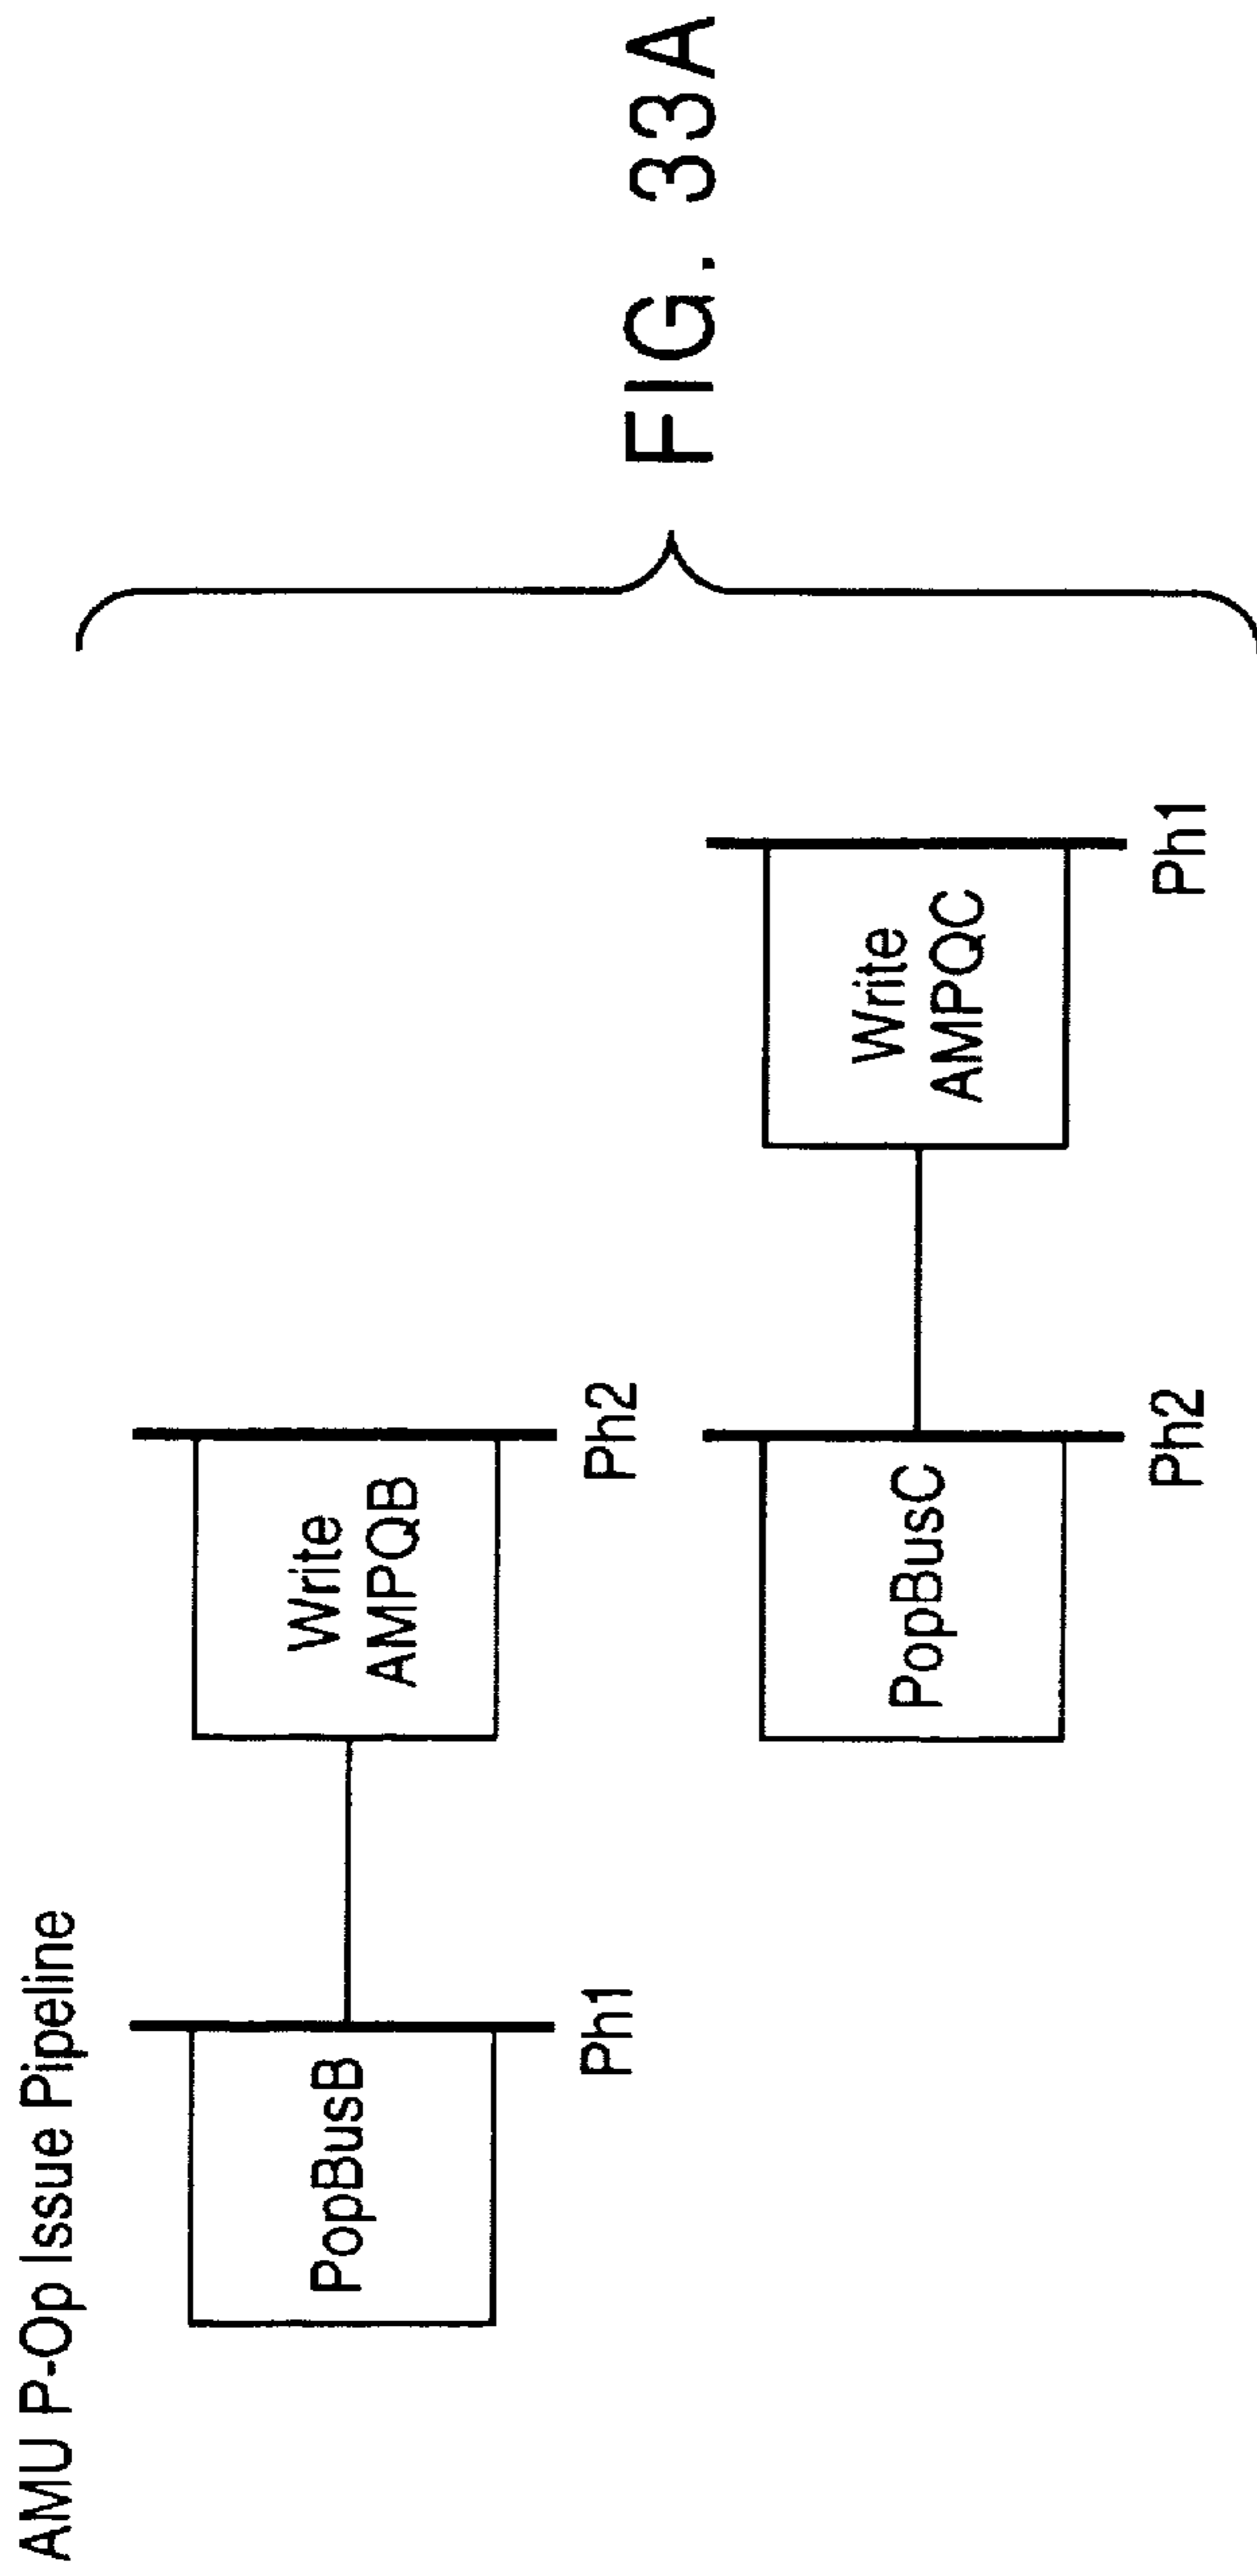 AMU P-Op Issue Pipeline
PopBusB
Ph1
Write
AMPQB
Ph2
PopBusC
Ph2
Write
AMPQC
Ph1
FIG. 33A